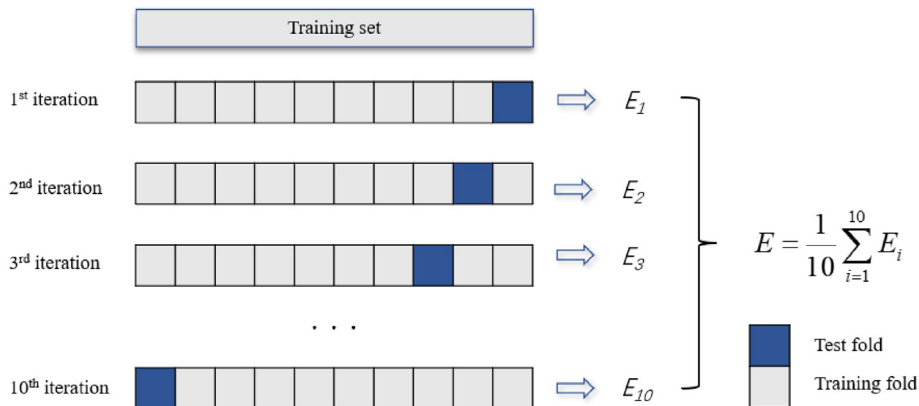 Training set
1st iteration
E1
2nd iteration
E2
3rd iteration
E3
E = 1/10 10∑i=1 Ei
. . .
Test fold
10th iteration
E10
Training fold